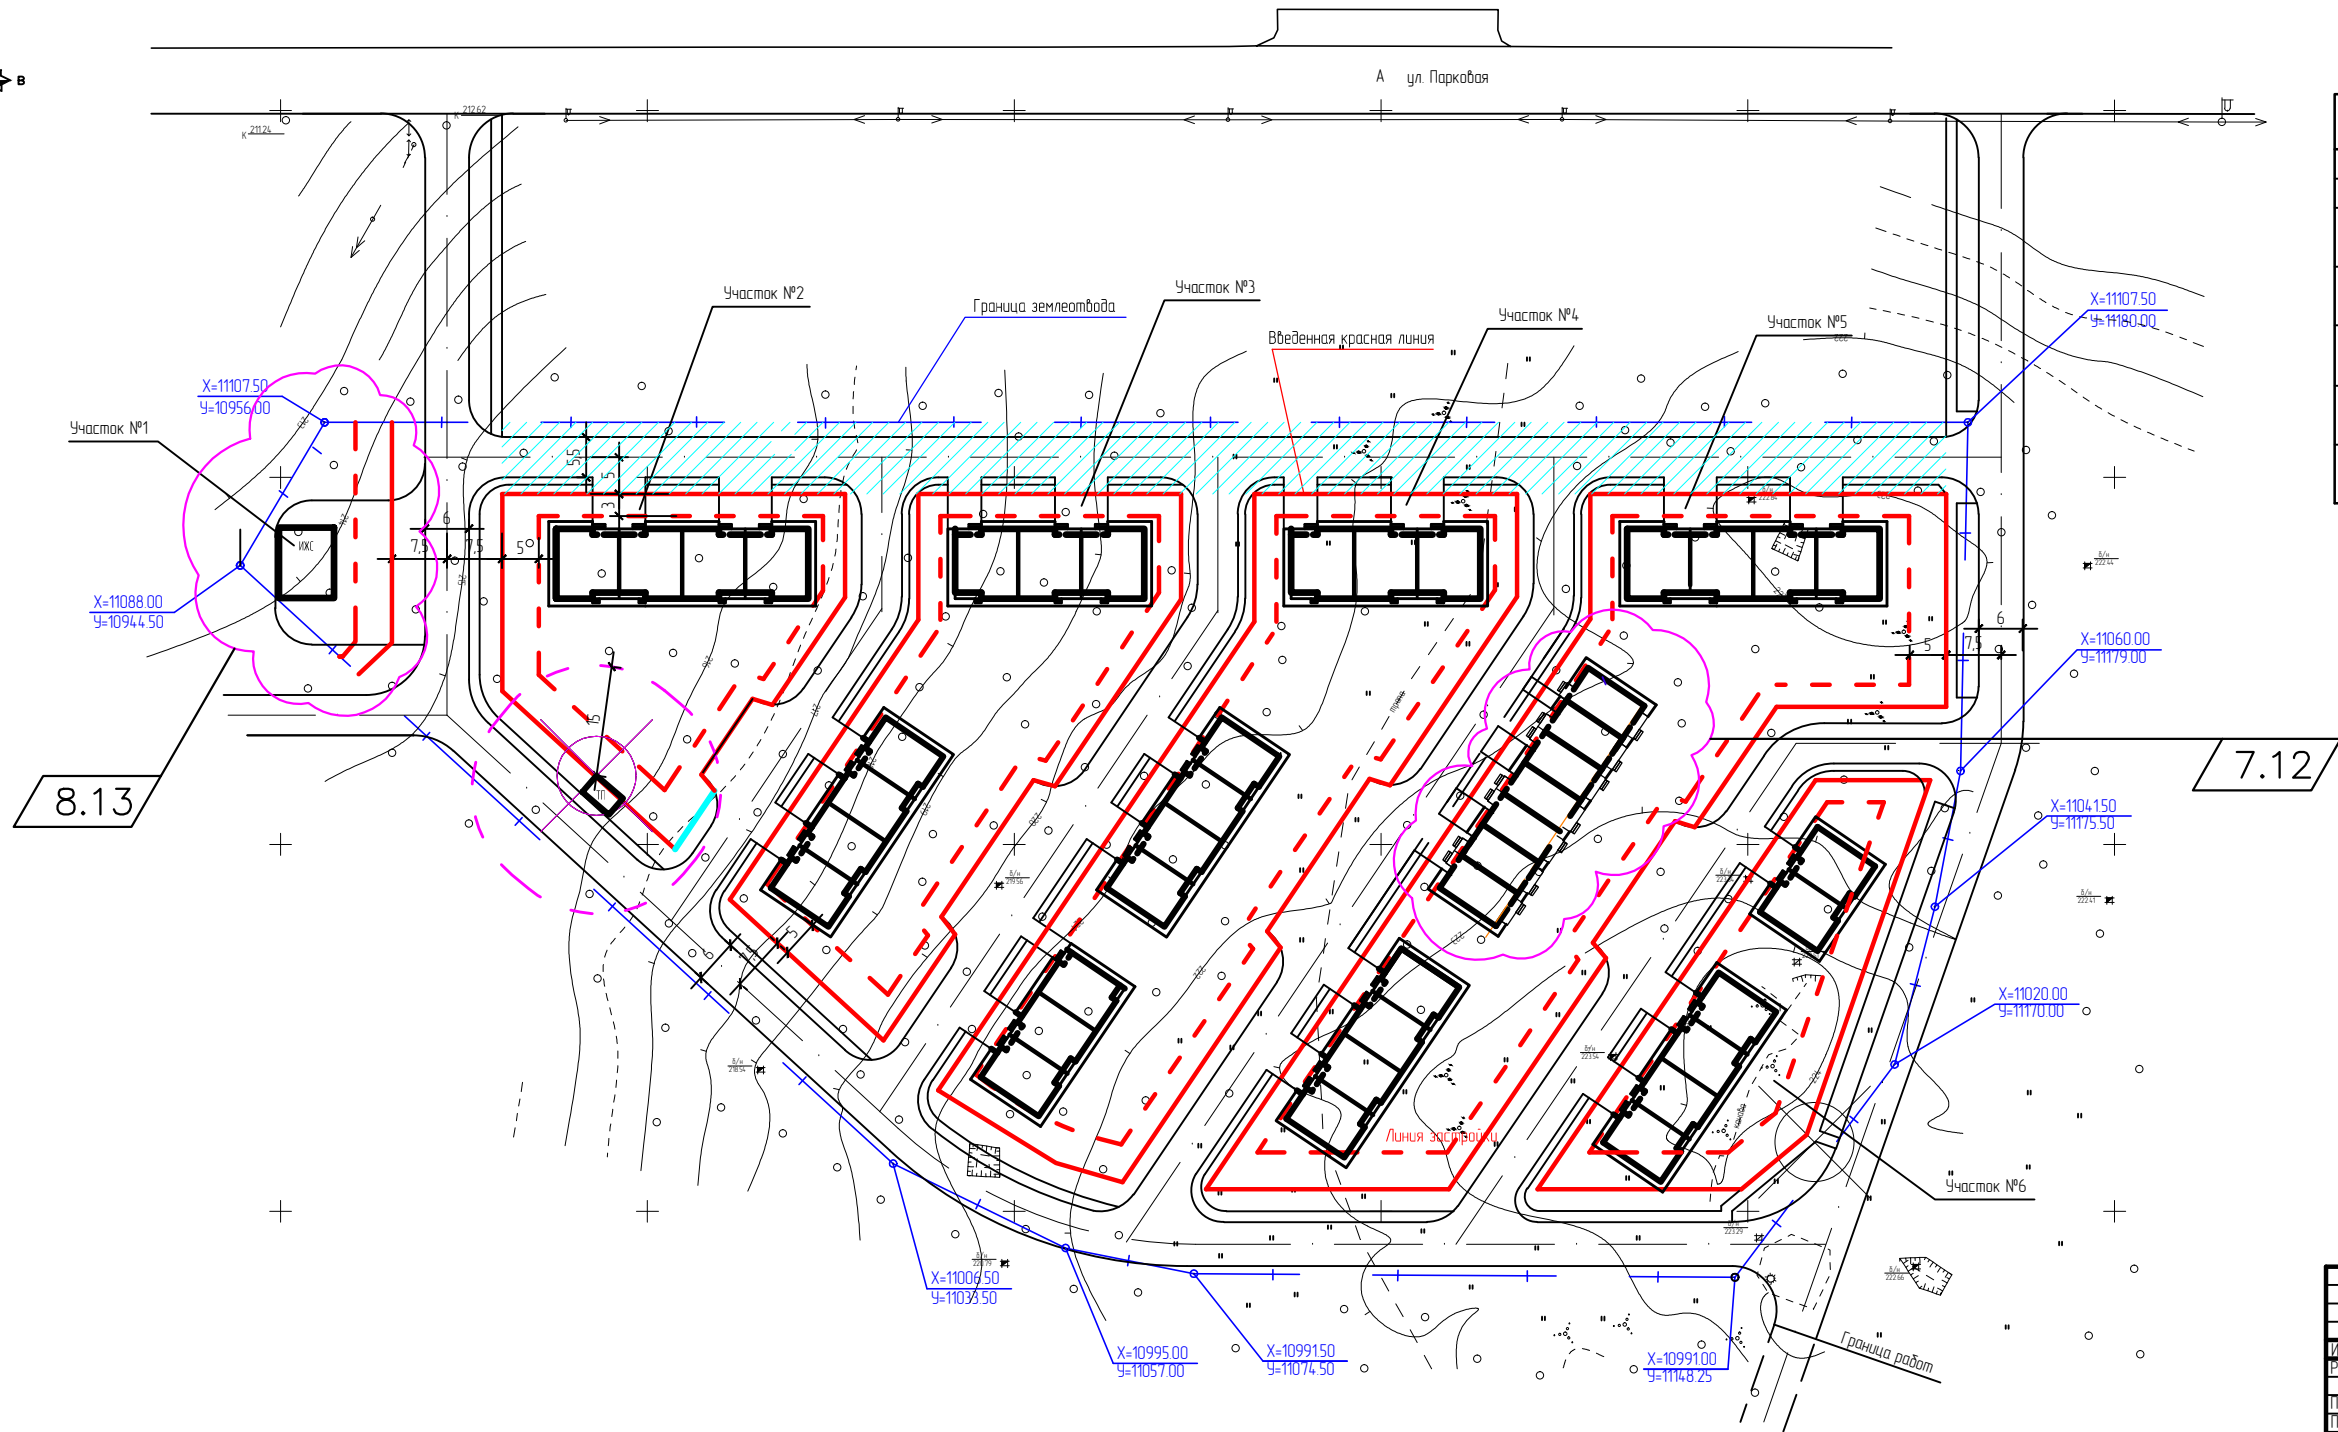 А ул. Парковая
в
К 211.24
К 212.62
Участок №2
Участок №3
Граница землеотвода
Введенная красная линия
Участок №4
Участок №5
X=11107.50
У=11180.00
X=11107.50
У=10956.00
Участок №1
ИЖС
X=11088.00
У=10944.50
6
7,5
7,5
5
5,5
5
3
15
ТП
8.13
7.12
6
5
7,5
X=11060.00
У=11179.00
X=11041.50
У=11175.50
X=11020.00
У=11170.00
Линия застройки
Участок №6
X=11006.50
У=11033.50
X=10995.00
У=11057.00
X=10991.50
У=11074.50
X=10991.00
У=11148.25
Граница работ